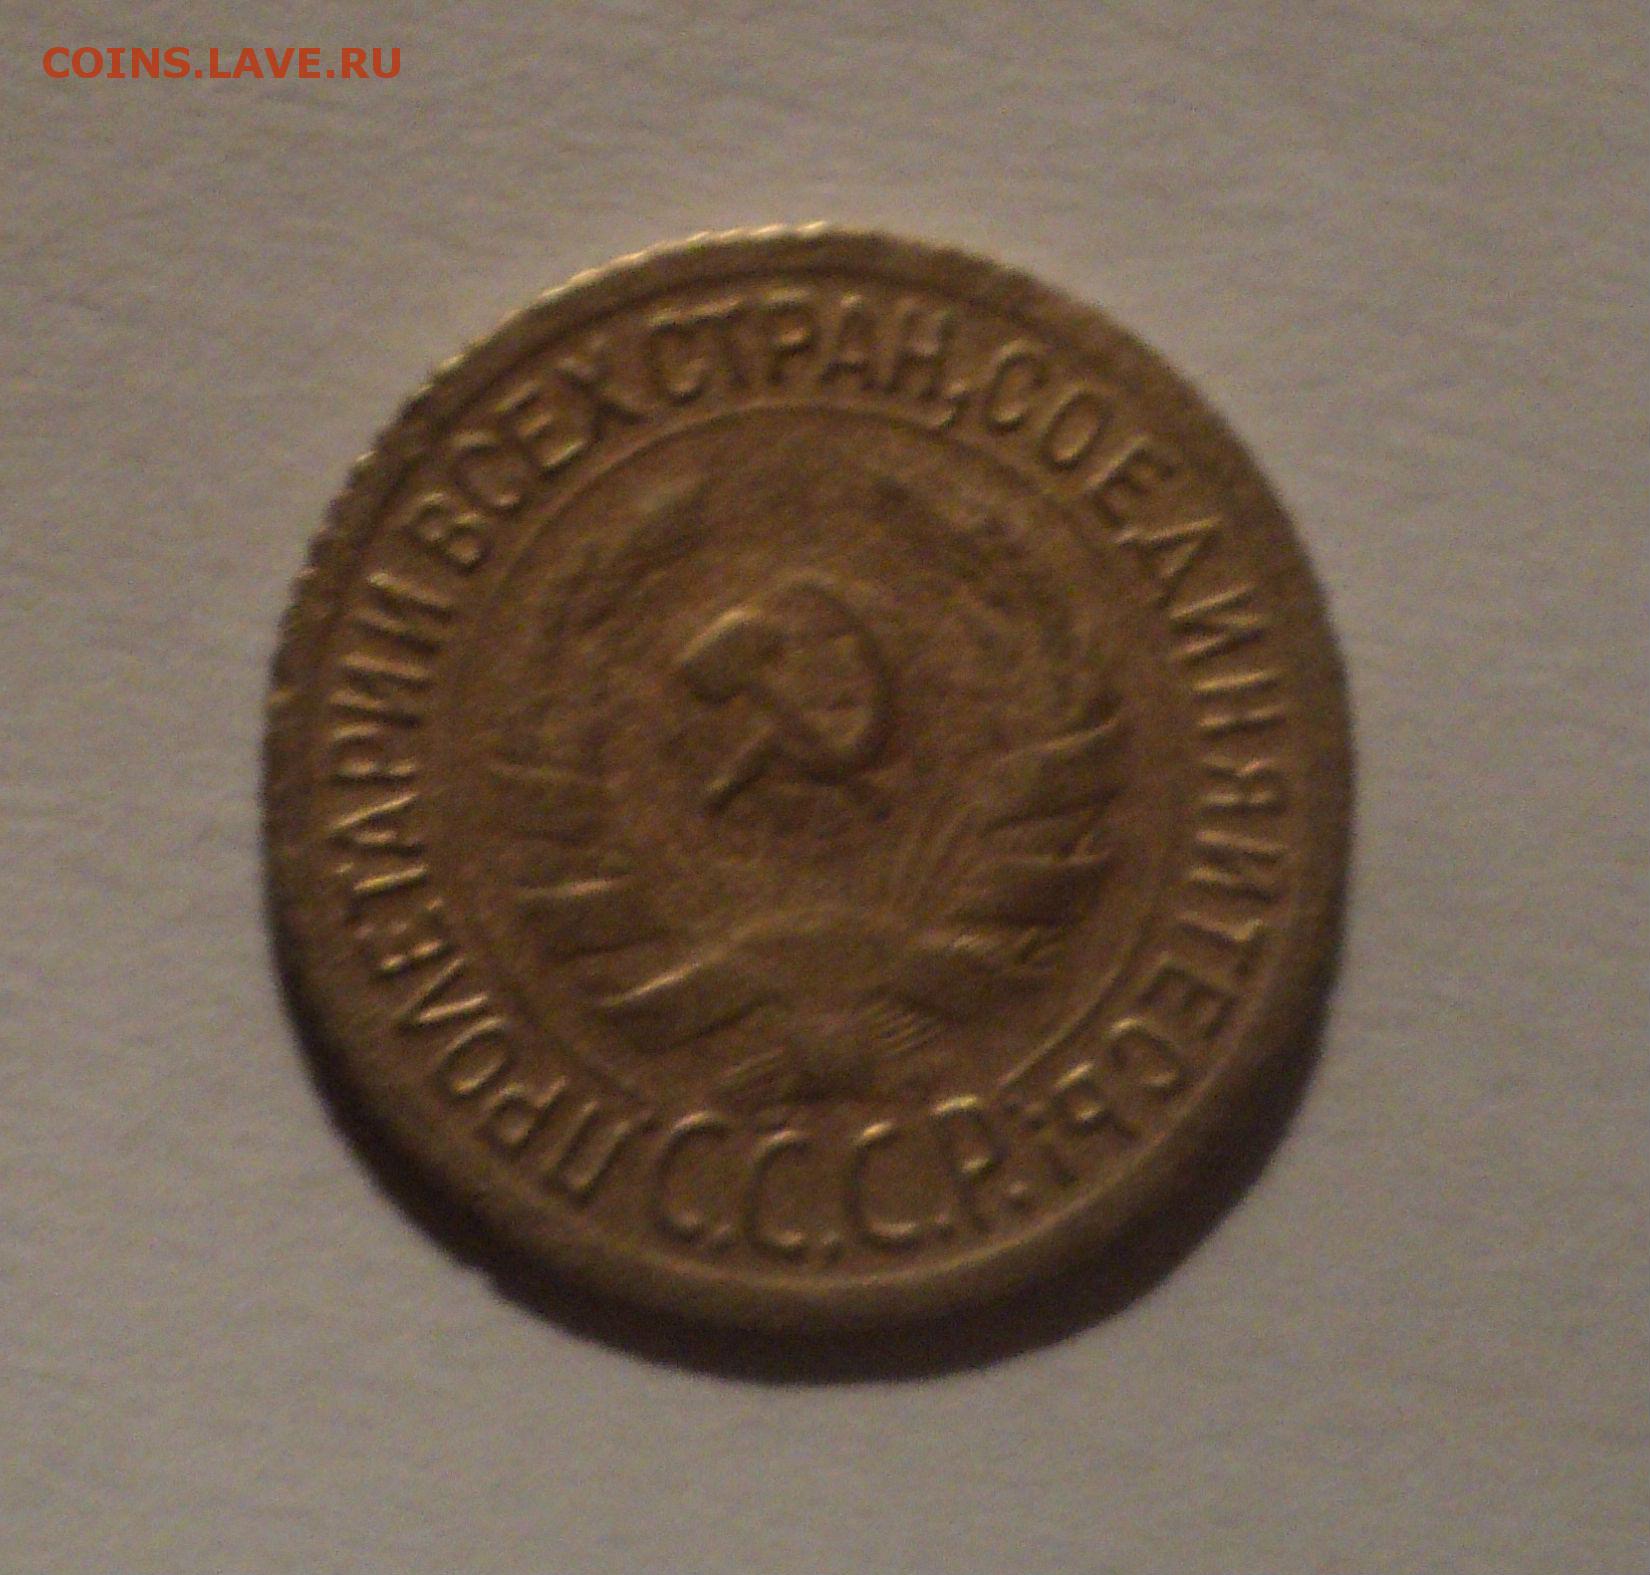 COINS.LAVE.RU
ПРОЛЕТАРИИ ВСЕХ СТРАН, СОЕДИНЯЙТЕСЬ!
С.С.С.Р.